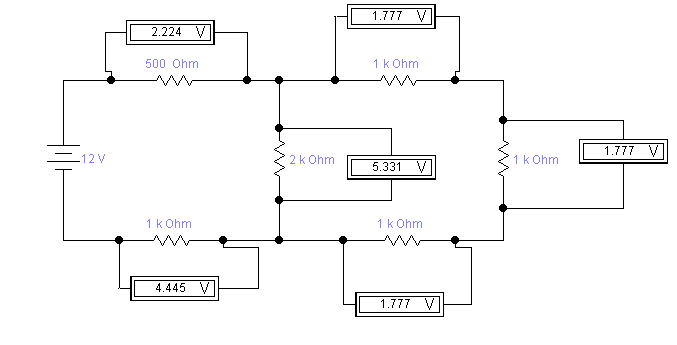 1.777 V
2.224 V
500 Ohm
1 k Ohm
12 V
2 k Ohm
5.331 V
1 k Ohm
1.777 V
1 k Ohm
1 k Ohm
4.445 V
1.777 V